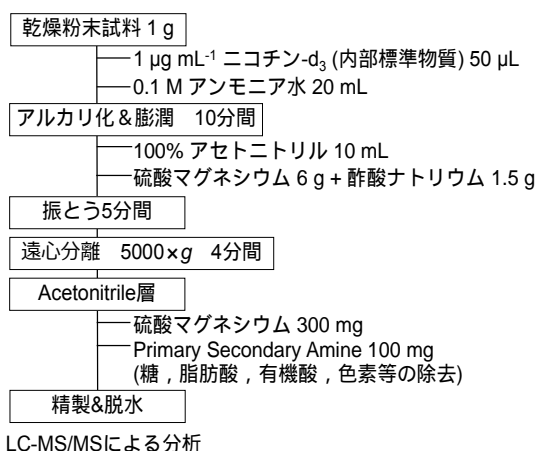 乾燥粉末試料 1 g
1 µg mL-1 ニコチン-d3 (内部標準物質) 50 µL
0.1 M アンモニア水 20 mL
アルカリ化＆膨潤　10分間
100% アセトニトリル 10 mL
硫酸マグネシウム 6 g + 酢酸ナトリウム 1.5 g
振とう5分間
遠心分離　5000×g　4分間
Acetonitrile層
硫酸マグネシウム 300 mg
Primary Secondary Amine 100 mg
(糖，脂肪酸，有機酸，色素等の除去)
精製&脱水
LC-MS/MSによる分析